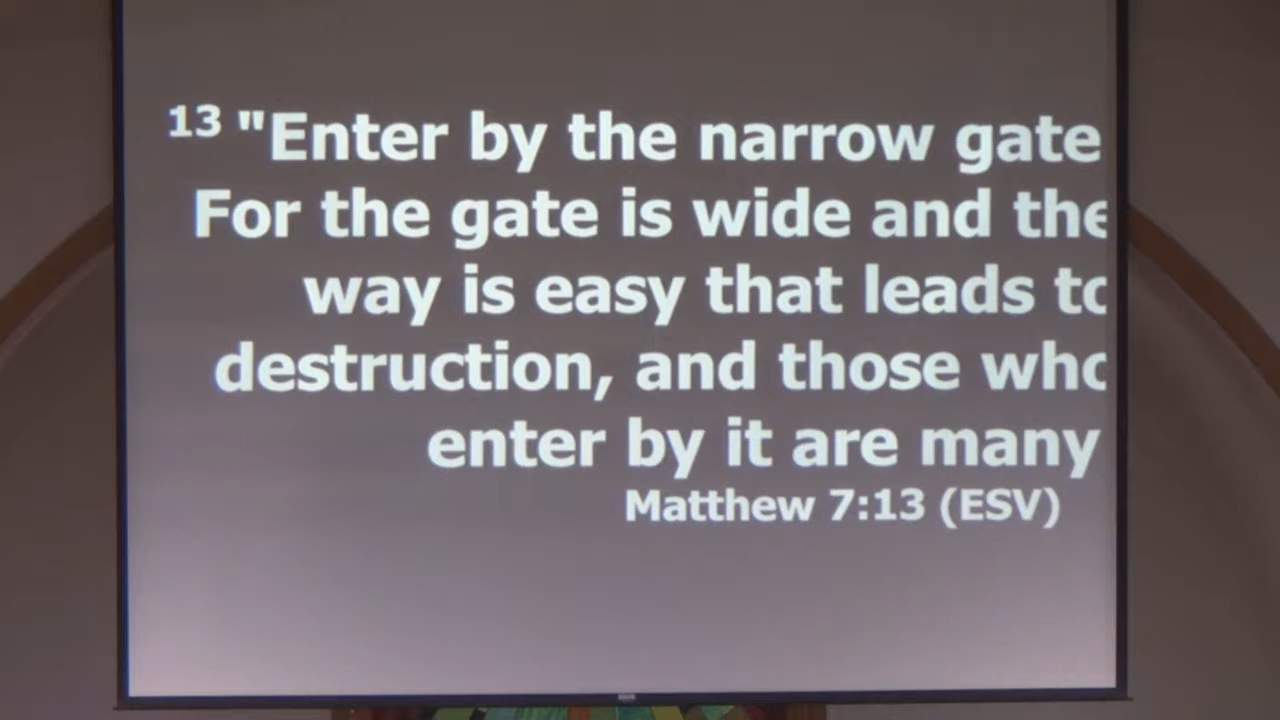 13 "Enter by the narrow gate
For the gate is wide and the
way is easy that leads to
destruction, and those who
enter by it are many
Matthew 7:13 (ESV)